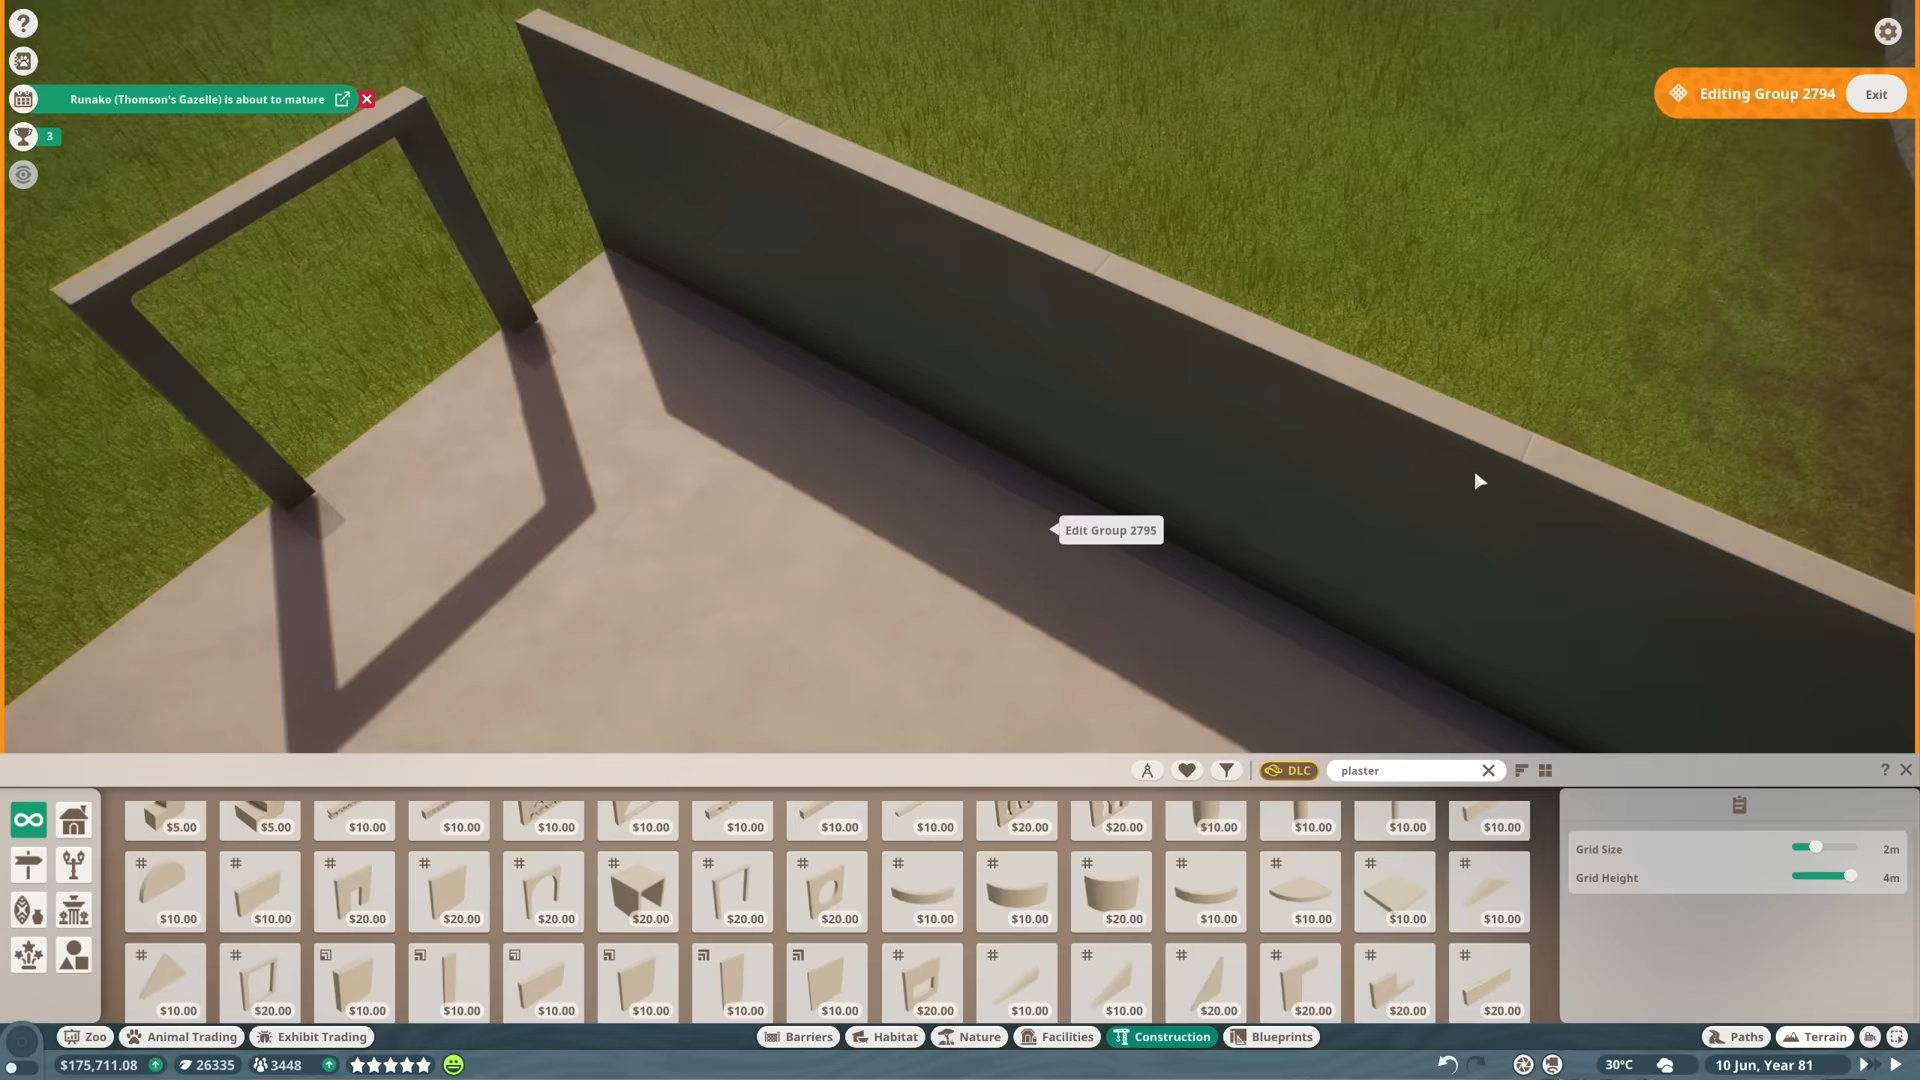 ?
Editing Group 2794
Exit
Runako (Thomson's Gazelle) is about to mature
3
Edit Group 2795
DLC
plaster
?
$5.00
$5.00
$10.00
$10.00
$10.00
$10.00
$10.00
$10.00
$10.00
$20.00
$20.00
$10.00
$10.00
$10.00
$10.00
Grid Size
2m
Grid Height
4m
$10.00
$10.00
$20.00
$20.00
$20.00
$20.00
$20.00
$20.00
$10.00
$10.00
$20.00
$10.00
$10.00
$10.00
$10.00
$10.00
$20.00
$10.00
$10.00
$10.00
$10.00
$10.00
$10.00
$20.00
$10.00
$10.00
$20.00
$20.00
$20.00
$20.00
Zoo
Animal Trading
Exhibit Trading
Barriers
Habitat
Nature
Facilities
Construction
Blueprints
Paths
Terrain
$175,711.08
26335
3448
30°C
10 Jun, Year 81